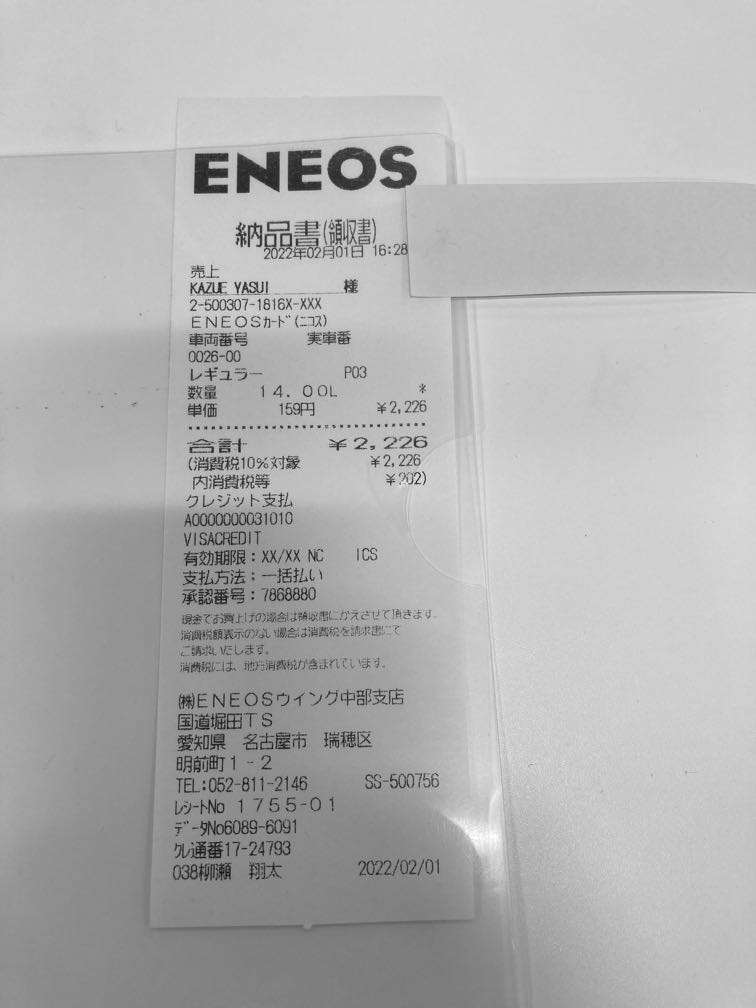 ENEOS
納品書(領収書)
2022年02月01日 16:28
売上
KAZUE YASUI 様
2-500307-1816X-XXX
ENEOSカード(ニコス)
車両番号 実車番
0026-00
レギュラー P03
数量 14.00L *
単価 159円 ¥2,226
合計 ¥2,226
(消費税10%対象 ¥2,226
内消費税等 ¥202)
クレジット支払
A0000000031010
VISACREDIT
有効期限:XX/XX NC ICS
支払方法:一括払い
承認番号:7868880
現金でお買上げの場合は領収書にかえさせて頂きます。
消費税額表示のない場合は消費税を請求書にて
ご請求いたします。
消費税には、地方消費税が含まれています。
(株)ENEOSウイング中部支店
国道堀田TS
愛知県 名古屋市 瑞穂区
明前町1-2
TEL:052-811-2146 SS-500756
レシートNo 1755-01
データNo6089-6091
クレ通番17-24793
038柳瀬 翔太 2022/02/01